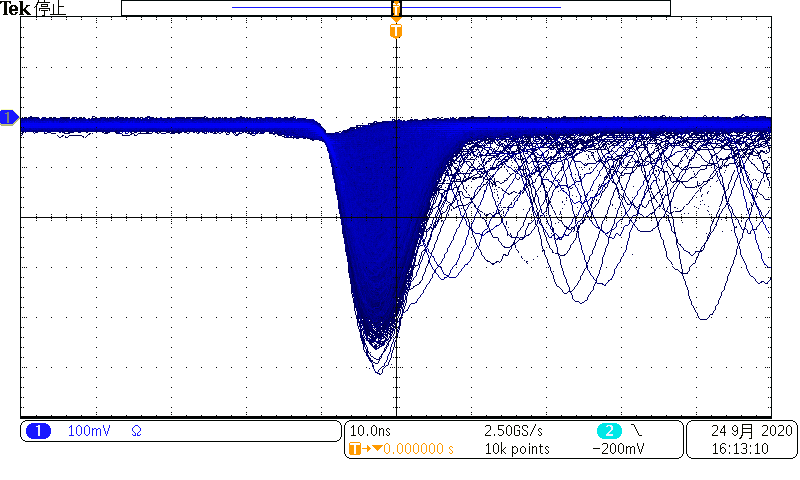 Tek 停止
T
T
1
1 100mV Ω
10.0ns 2.50GS/s 2
T→▼0.000000 s 10k points −200mV
24 9月 2020
16:13:10